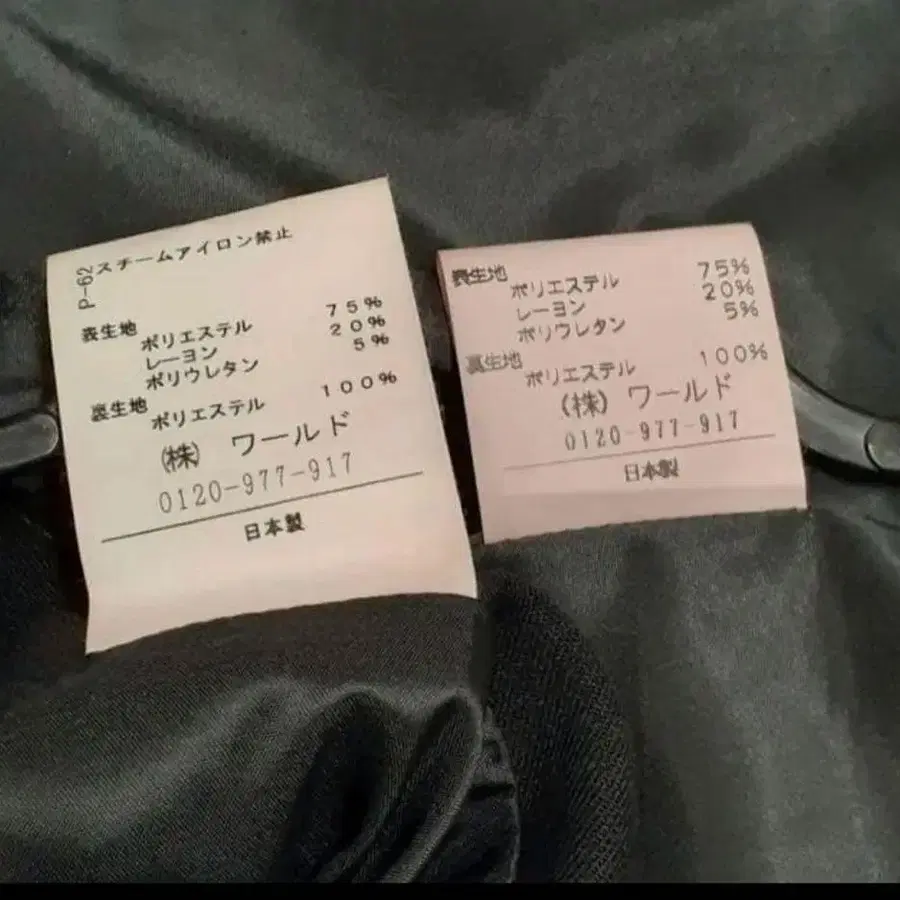 P-62
スチームアイロン禁止
表生地
ポリエステル 75%
レーヨン 20%
ポリウレタン 5%
裏生地
ポリエステル 100%
(株) ワールド
0120-977-917
日本製
表生地
ポリエステル 75%
レーヨン 20%
ポリウレタン 5%
裏生地
ポリエステル 100%
(株) ワールド
0120-977-917
日本製